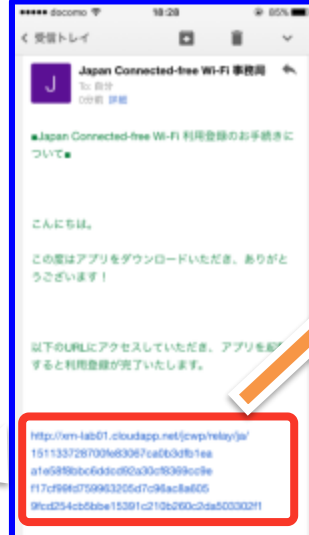 docomo 18:28 85%
受信トレイ
J Japan Connected-free Wi-Fi 事務局
To: 自分
0分前 詳細
■Japan Connected-free Wi-Fi 利用登録のお手続きに
ついて■
こんにちは。
この度はアプリをダウンロードいただき、ありがと
うございます！
以下のURLにアクセスしていただき、アプリを起
すると利用登録が完了いたします。
http://xm-lab01.cloudapp.net/jcwp/relay/ja/